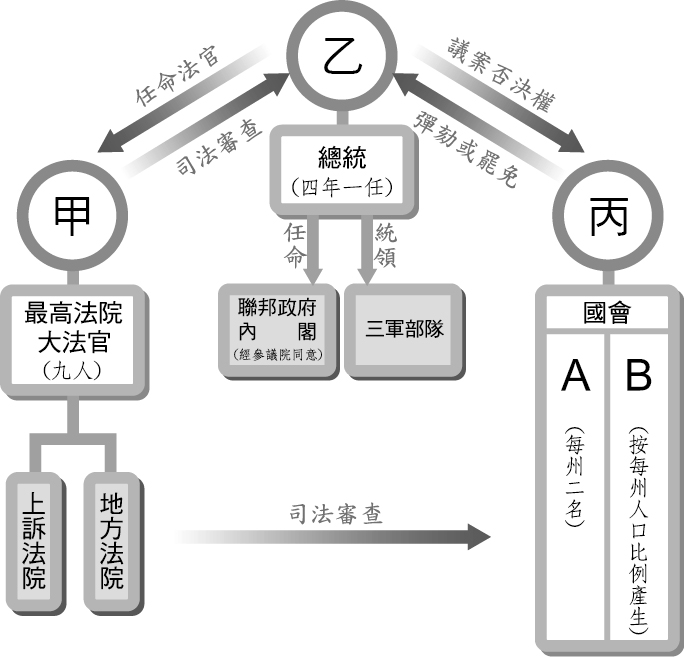 乙
任命法官
議案否決權
司法審查
彈劾或罷免
總統
(四年一任)
甲
丙
任命
統領
最高法院
大法官
(九人)
聯邦政府
內閣
(經參議院同意)
三軍部隊
國會
A
B
(每州二名)
(按每州人口比例產生)
上訴法院
地方法院
司法審查